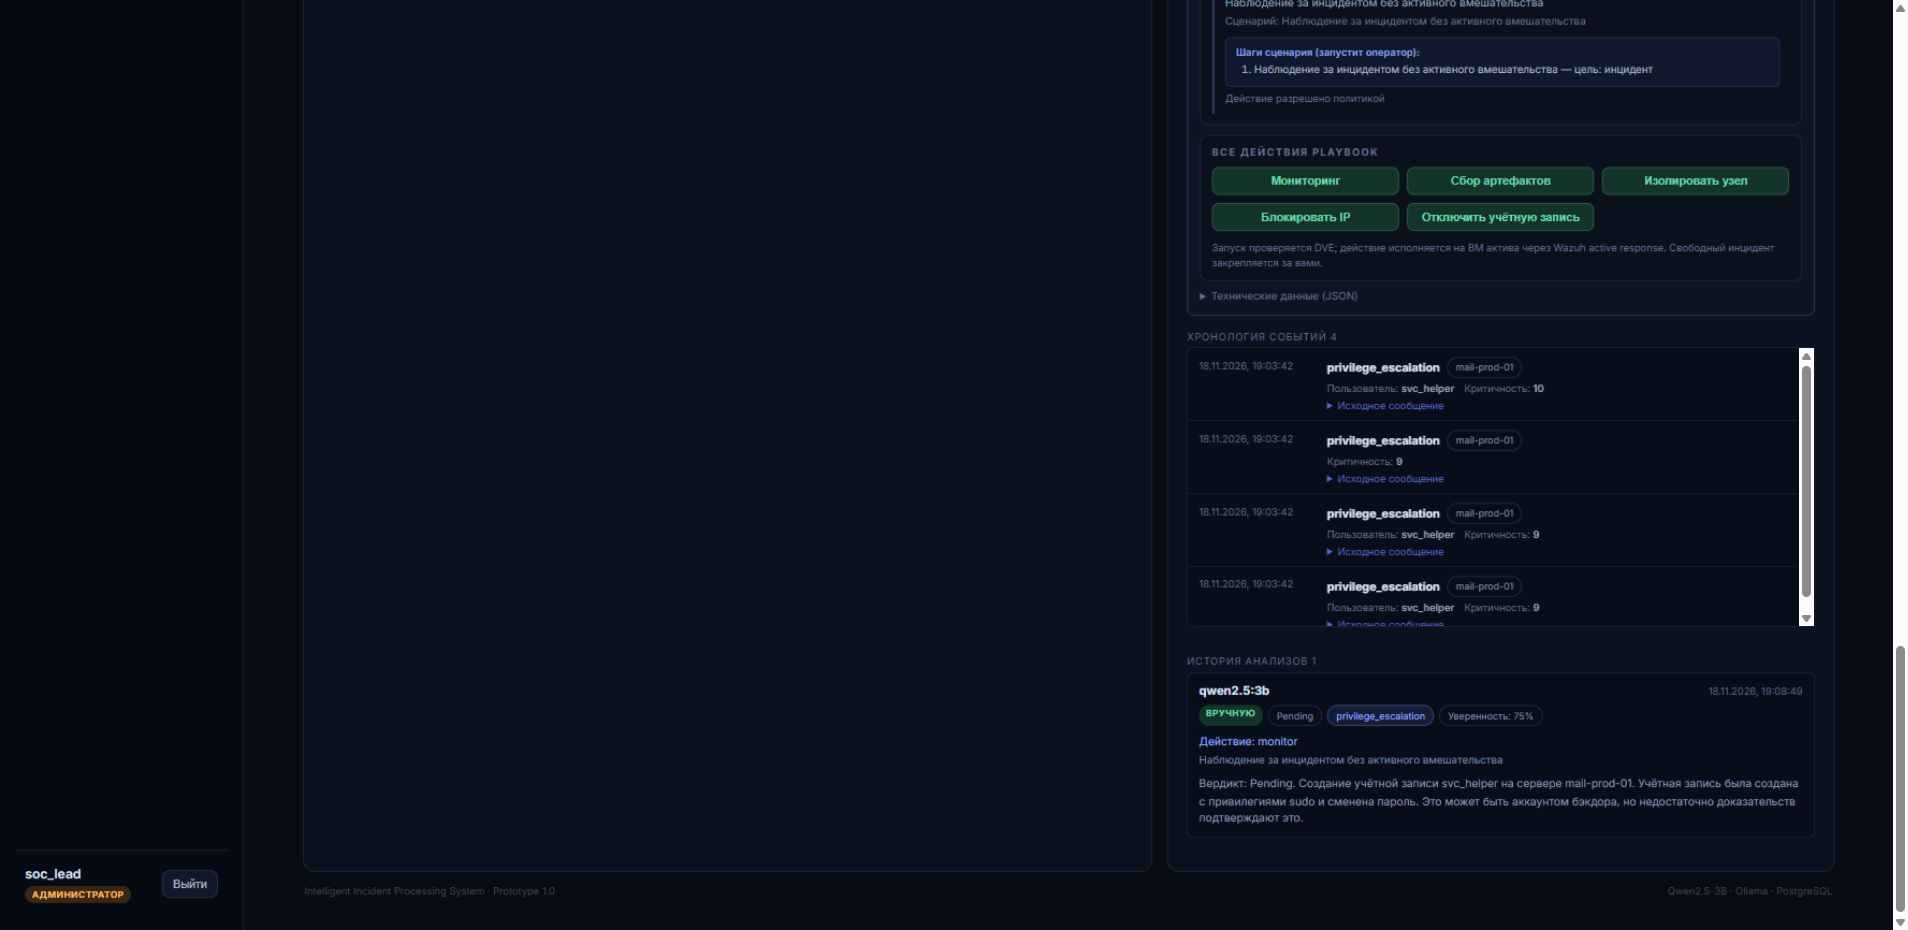 Наблюдение за инцидентом без активного вмешательства
Сценарий: Наблюдение за инцидентом без активного вмешательства
Шаги сценария (запустит оператор):
1. Наблюдение за инцидентом без активного вмешательства — цель: инцидент
Действие разрешено политикой
ВСЕ ДЕЙСТВИЯ PLAYBOOK
Мониторинг
Сбор артефактов
Изолировать узел
Блокировать IP
Отключить учётную запись
Запуск проверяется DVE; действие исполняется на ВМ актива через Wazuh active response. Свободный инцидент
закрепляется за вами.
Технические данные (JSON)
ХРОНОЛОГИЯ СОБЫТИЙ 4
18.11.2026, 19:03:42 privilege_escalation mail-prod-01
Пользователь: svc_helper Критичность: 10
Исходное сообщение
18.11.2026, 19:03:42 privilege_escalation mail-prod-01
Критичность: 9
Исходное сообщение
18.11.2026, 19:03:42 privilege_escalation mail-prod-01
Пользователь: svc_helper Критичность: 9
Исходное сообщение
18.11.2026, 19:03:42 privilege_escalation mail-prod-01
Пользователь: svc_helper Критичность: 9
Исходное сообщение
ИСТОРИЯ АНАЛИЗОВ 1
qwen2.5:3b 18.11.2026, 19:08:49
ВРУЧНУЮ Pending privilege_escalation Уверенность: 75%
Действие: monitor
Наблюдение за инцидентом без активного вмешательства
Вердикт: Pending. Создание учётной записи svc_helper на сервере mail-prod-01. Учётная запись была создана
с привилегиями sudo и сменена пароль. Это может быть аккаунтом бэкдора, но недостаточно доказательств
подтверждают это.
soc_lead
АДМИНИСТРАТОР
Выйти
Intelligent Incident Processing System · Prototype 1.0
Qwen2.5-3B · Ollama · PostgreSQL